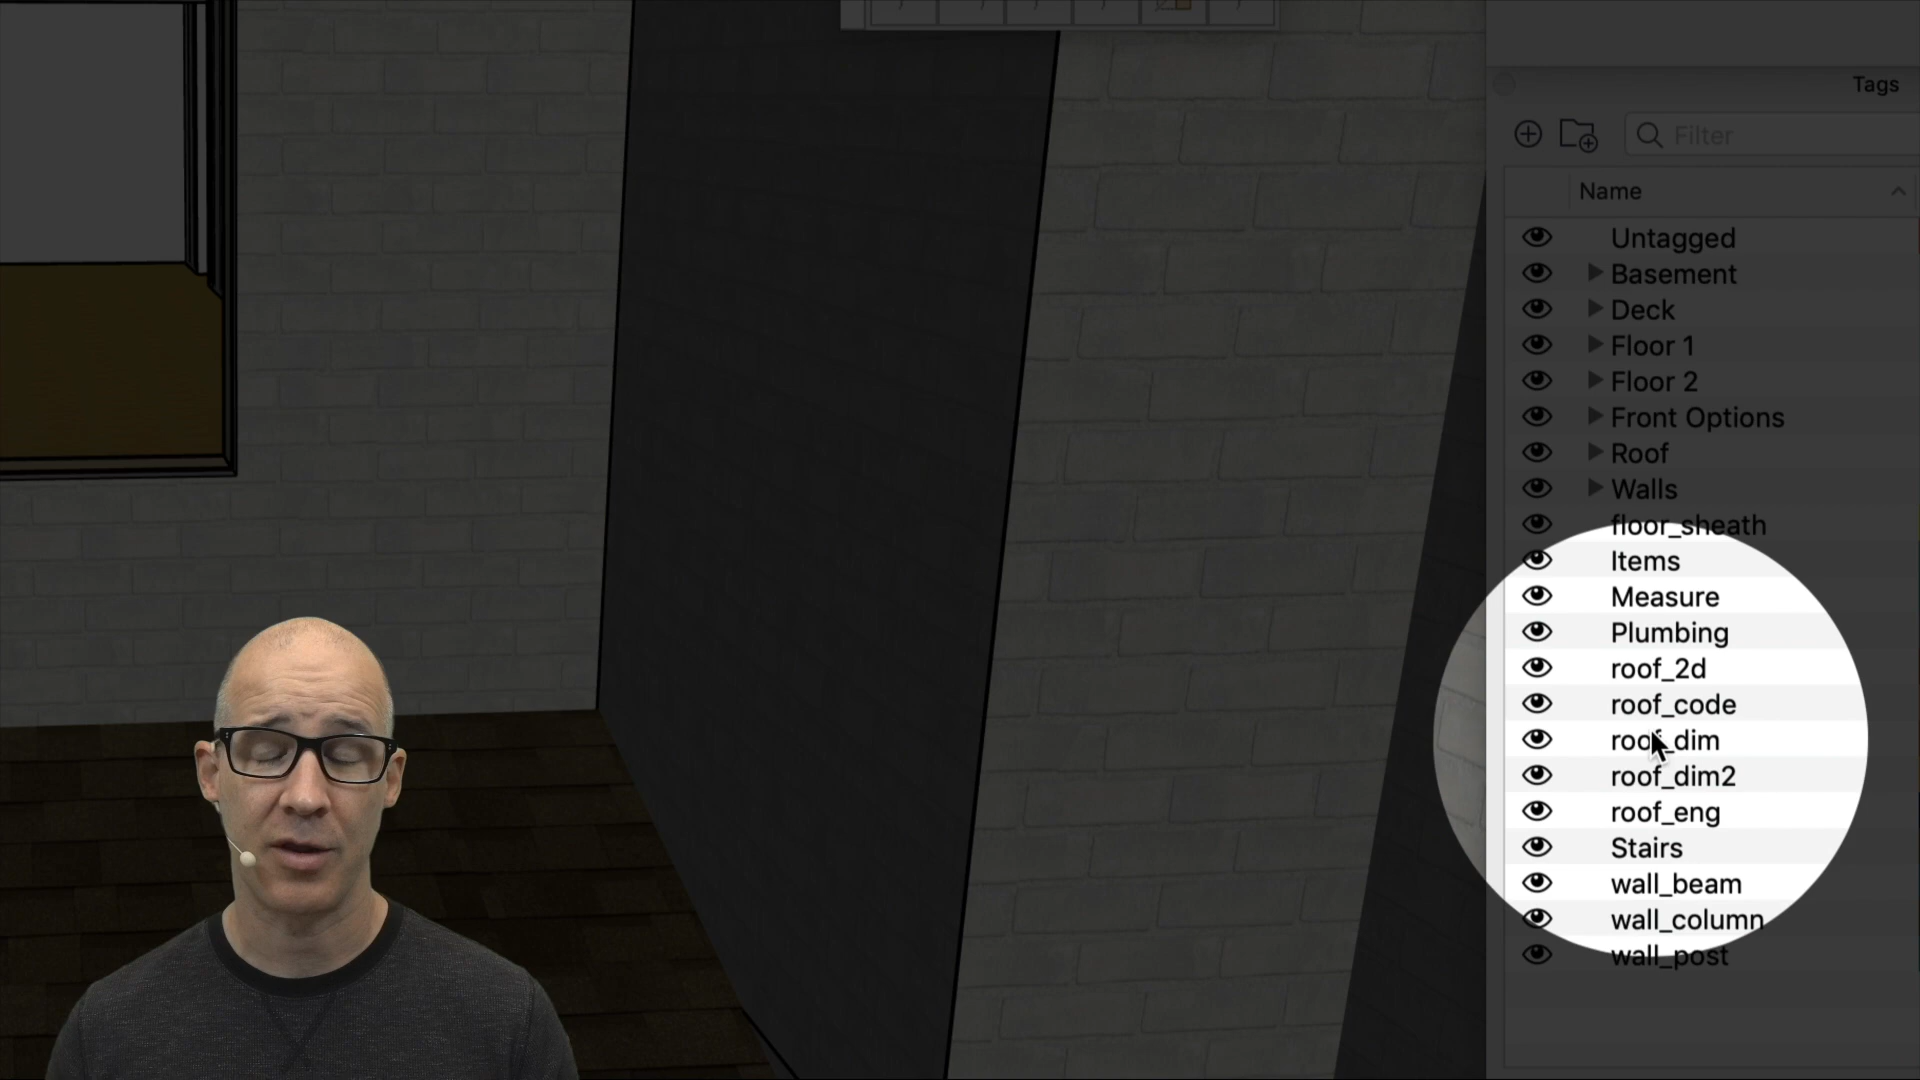 Tags
Filter
Name
Untagged
Basement
Deck
Floor 1
Floor 2
Front Options
Roof
Walls
floor_sheath
Items
Measure
Plumbing
roof_2d
roof_code
roof_dim
roof_dim2
roof_eng
Stairs
wall_beam
wall_column
wall_post